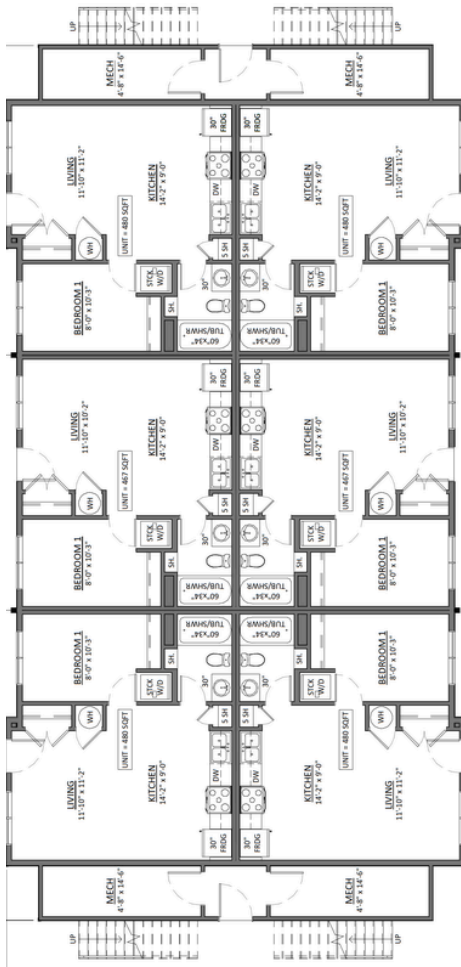 UP
MECH
4'-8" x 14'-6"
MECH
4'-8" x 14'-6"
UP
LIVING
11'-10" x 11'-2"
UNIT = 480 SQFT
KITCHEN
14'-2" x 9'-0"
30"
FRDG
DW
WH
5 SH
STCK
W/D
30"
SH.
60"x34"
TUB/SHWR
BEDROOM 1
8'-0" x 10'-3"
30"
FRDG
DW
KITCHEN
14'-2" x 9'-0"
UNIT = 480 SQFT
LIVING
11'-10" x 11'-2"
WH
5 SH
STCK
W/D
30"
SH.
60"x34"
TUB/SHWR
BEDROOM 1
8'-0" x 10'-3"
LIVING
11'-10" x 10'-2"
UNIT = 467 SQFT
KITCHEN
14'-2" x 9'-0"
30"
FRDG
DW
WH
5 SH
STCK
W/D
30"
SH.
60"x34"
TUB/SHWR
BEDROOM 1
8'-0" x 10'-3"
30"
FRDG
DW
KITCHEN
14'-2" x 9'-0"
UNIT = 467 SQFT
LIVING
11'-10" x 10'-2"
WH
5 SH
STCK
W/D
30"
SH.
60"x34"
TUB/SHWR
BEDROOM 1
8'-0" x 10'-3"
BEDROOM 1
8'-0" x 10'-3"
SH.
60"x34"
TUB/SHWR
STCK
W/D
30"
5 SH
WH
UNIT = 480 SQFT
LIVING
11'-10" x 11'-2"
KITCHEN
14'-2" x 9'-0"
DW
30"
FRDG
60"x34"
TUB/SHWR
SH.
BEDROOM 1
8'-0" x 10'-3"
30"
STCK
W/D
5 SH
WH
DW
30"
FRDG
KITCHEN
14'-2" x 9'-0"
UNIT = 480 SQFT
LIVING
11'-10" x 11'-2"
MECH
4'-8" x 14'-6"
MECH
4'-8" x 14'-6"
UP
UP